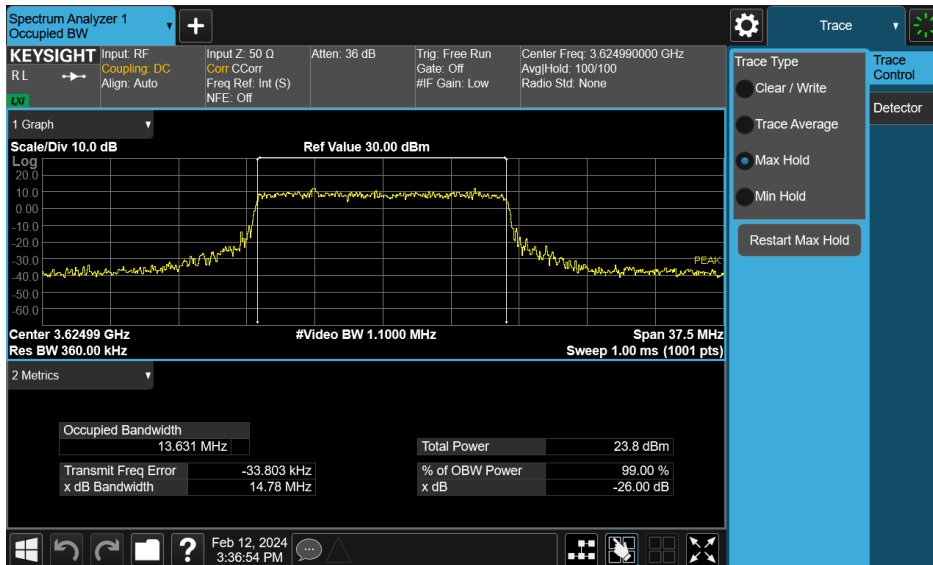 Spectrum Analyzer 1
Occupied BW
Trace
KEYSIGHT
RL
LXI
Input: RF
Coupling: DC
Align: Auto
Input Z: 50 Ω
Corr CCorr
Freq Ref: Int (S)
NFE: Off
Atten: 36 dB
Trig: Free Run
Gate: Off
#IF Gain: Low
Center Freq: 3.624990000 GHz
Avg|Hold: 100/100
Radio Std: None
1 Graph
Scale/Div 10.0 dB
Ref Value 30.00 dBm
Log
20.0
10.0
0.00
-10.0
-20.0
-30.0
-40.0
-50.0
-60.0
PEAK
Center 3.62499 GHz
#Video BW 1.1000 MHz
Span 37.5 MHz
Res BW 360.00 kHz
Sweep 1.00 ms (1001 pts)
2 Metrics
Occupied Bandwidth
13.631 MHz
Total Power 23.8 dBm
Transmit Freq Error -33.803 kHz
% of OBW Power 99.00 %
x dB Bandwidth 14.78 MHz
x dB -26.00 dB
?
Feb 12, 2024
3:36:54 PM
Trace Type
Clear / Write
Trace Average
Max Hold
Min Hold
Restart Max Hold
Trace
Control
Detector